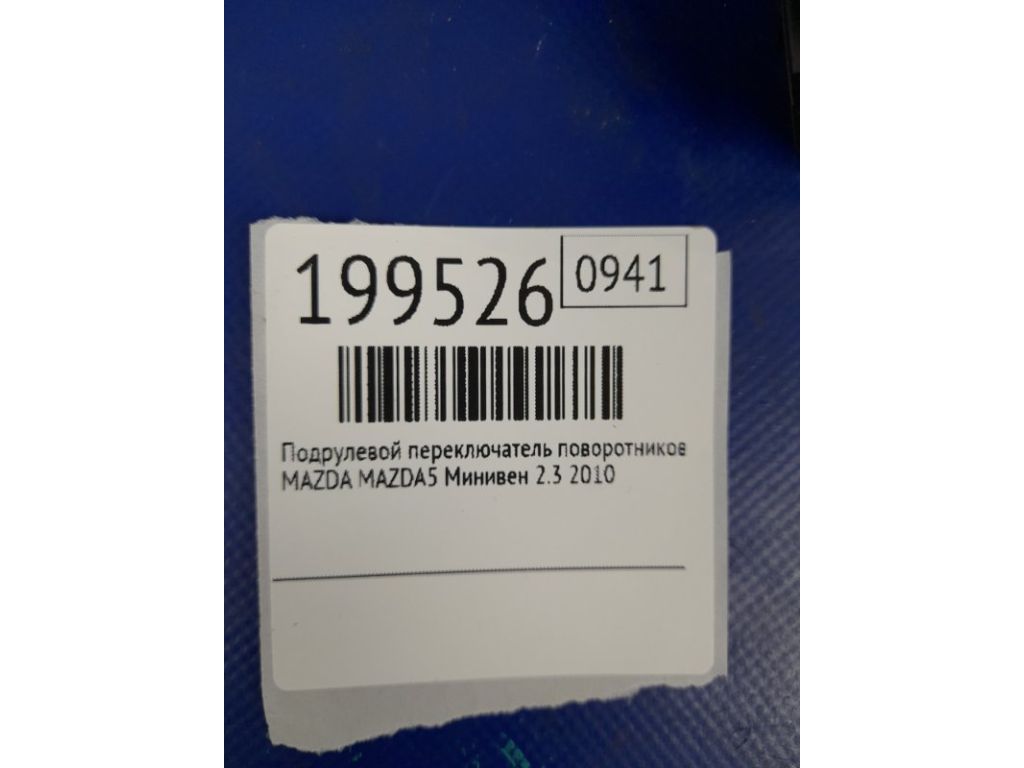 199526
0941
Подрулевой переключатель поворотников
MAZDA MAZDA5 Минивен 2.3 2010